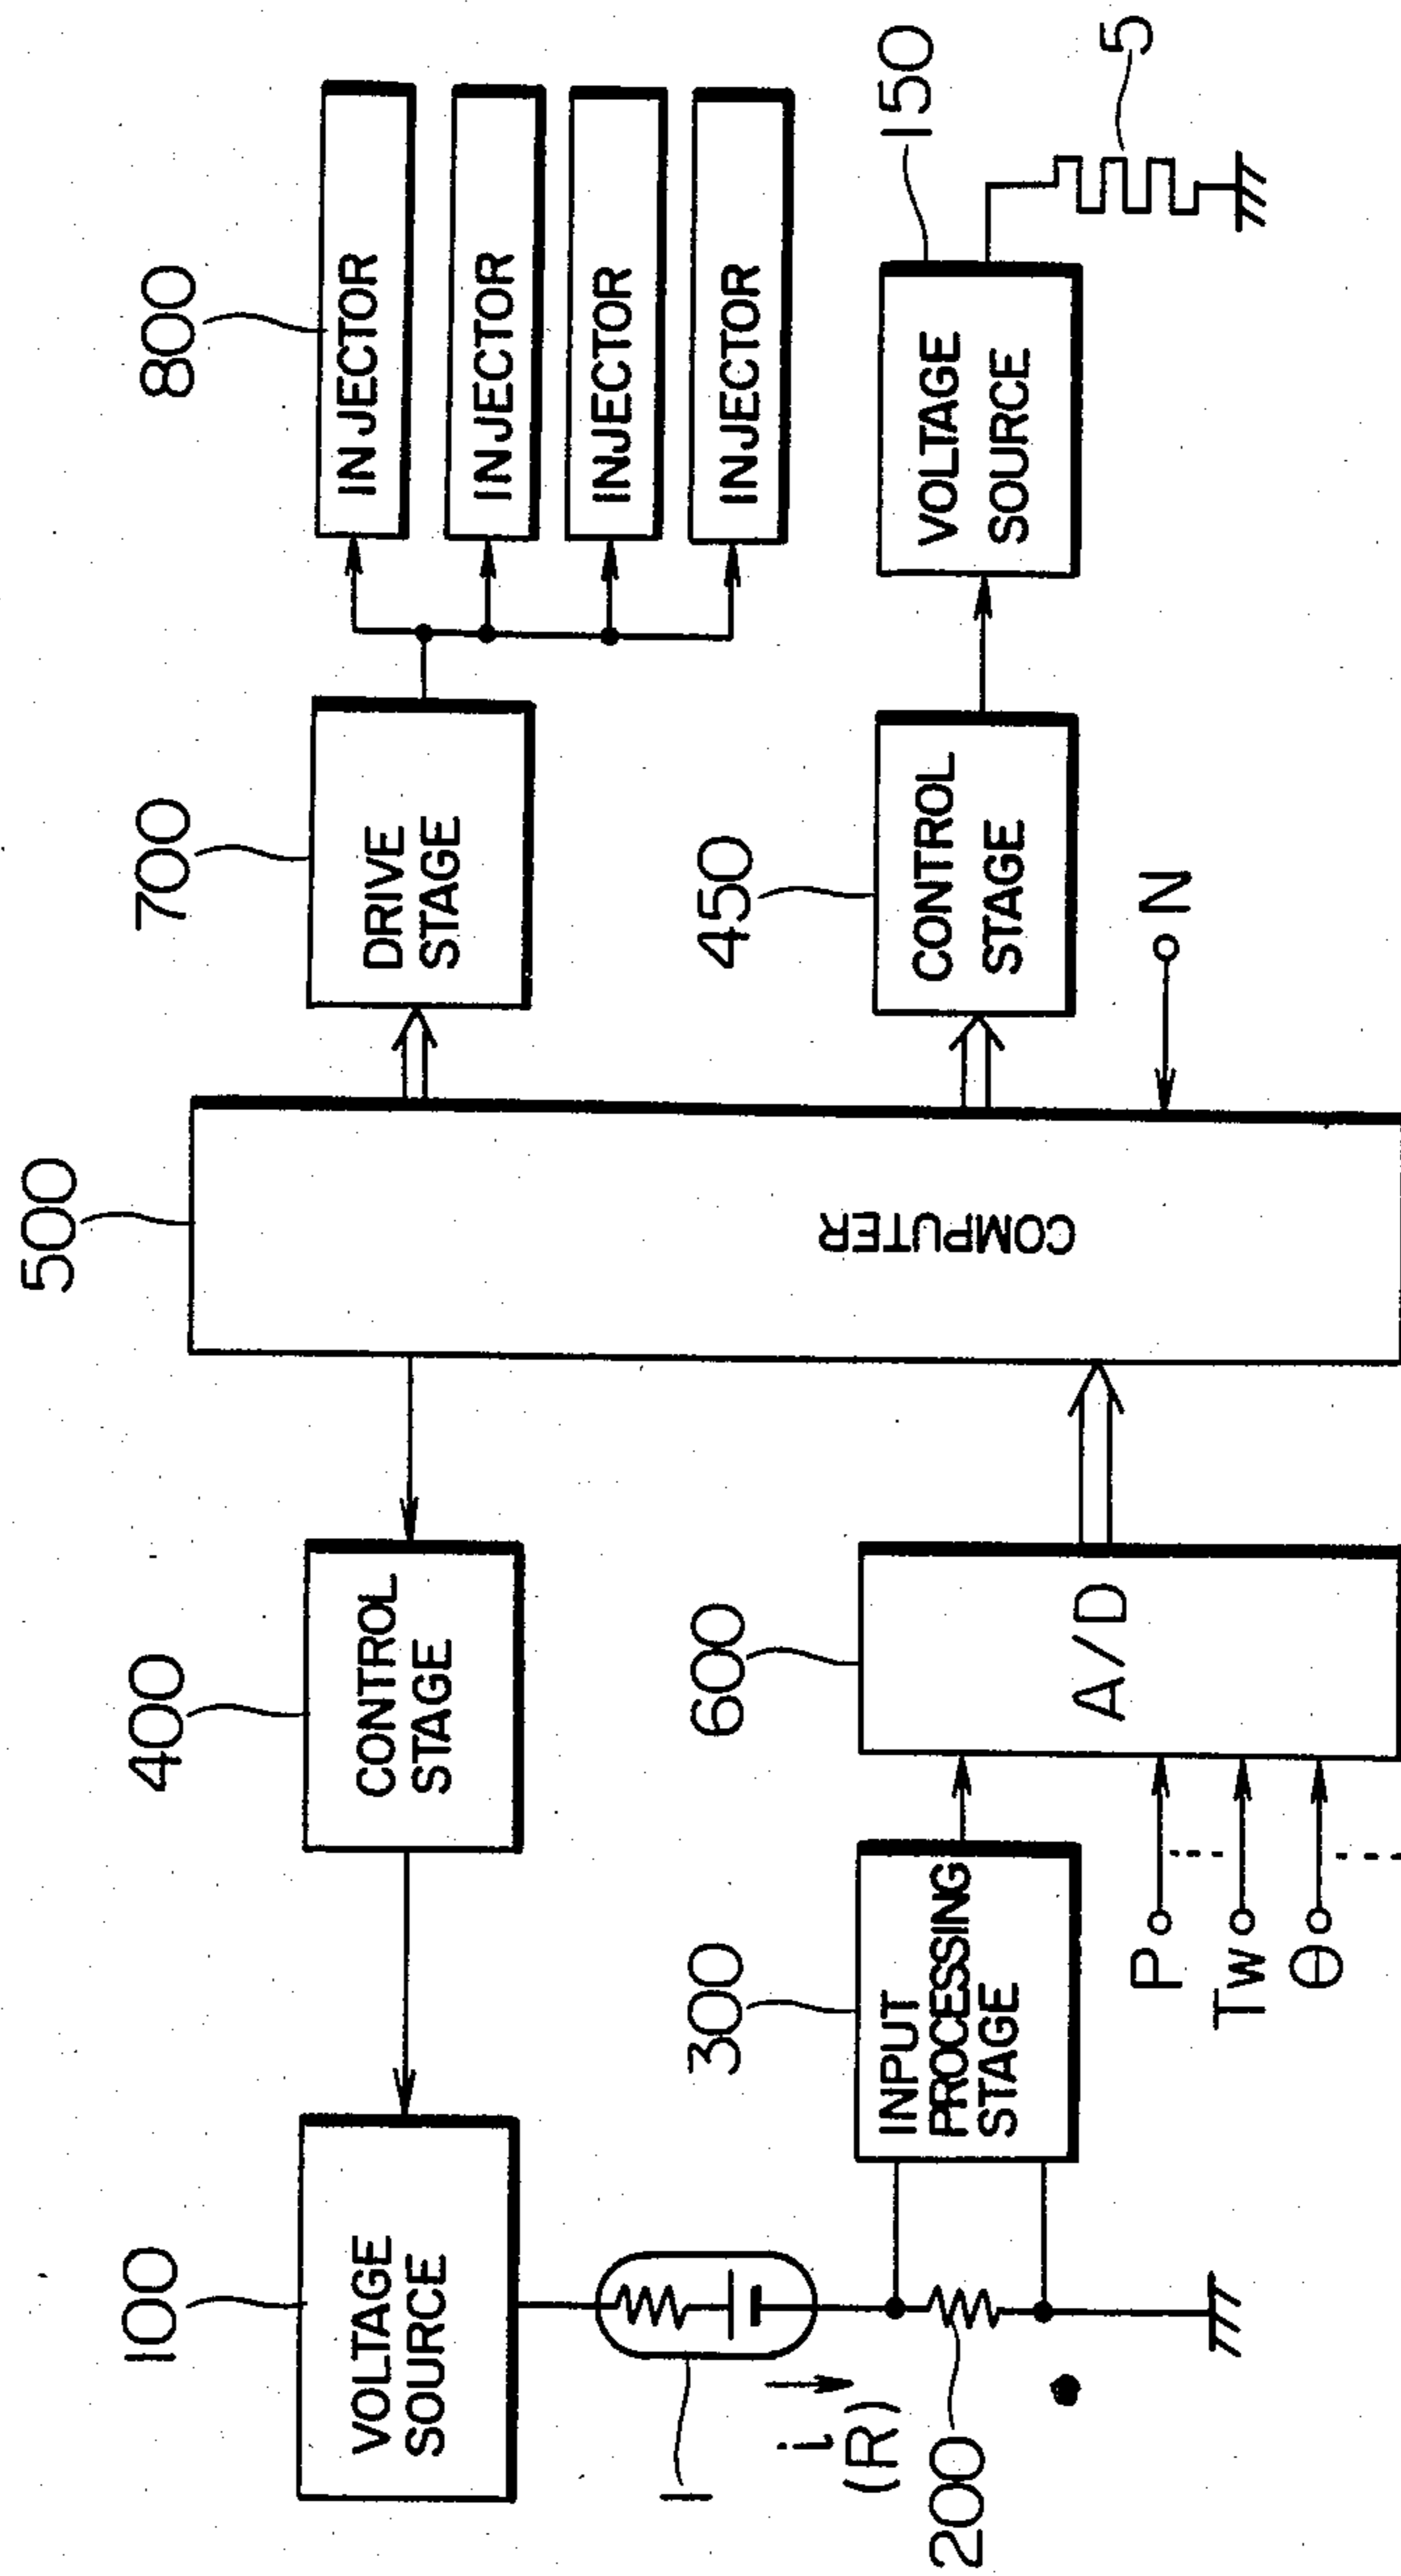 500
100
VOLTAGE
SOURCE
400
CONTROL
STAGE
700
DRIVE
STAGE
800
INJECTOR
INJECTOR
INJECTOR
INJECTOR
COMPUTER
1
i
(R)
200
300
INPUT
PROCESSING
STAGE
600
A/D
P
Tw
θ
450
CONTROL
STAGE
N
150
VOLTAGE
SOURCE
5